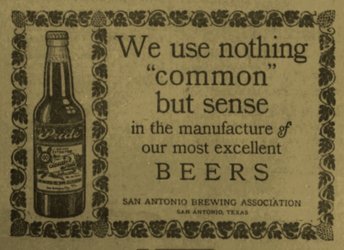 Pride
We use nothing
"common"
but sense
in the manufacture of
our most excellent
BEERS
SAN ANTONIO BREWING ASSOCIATION
SAN ANTONIO, TEXAS